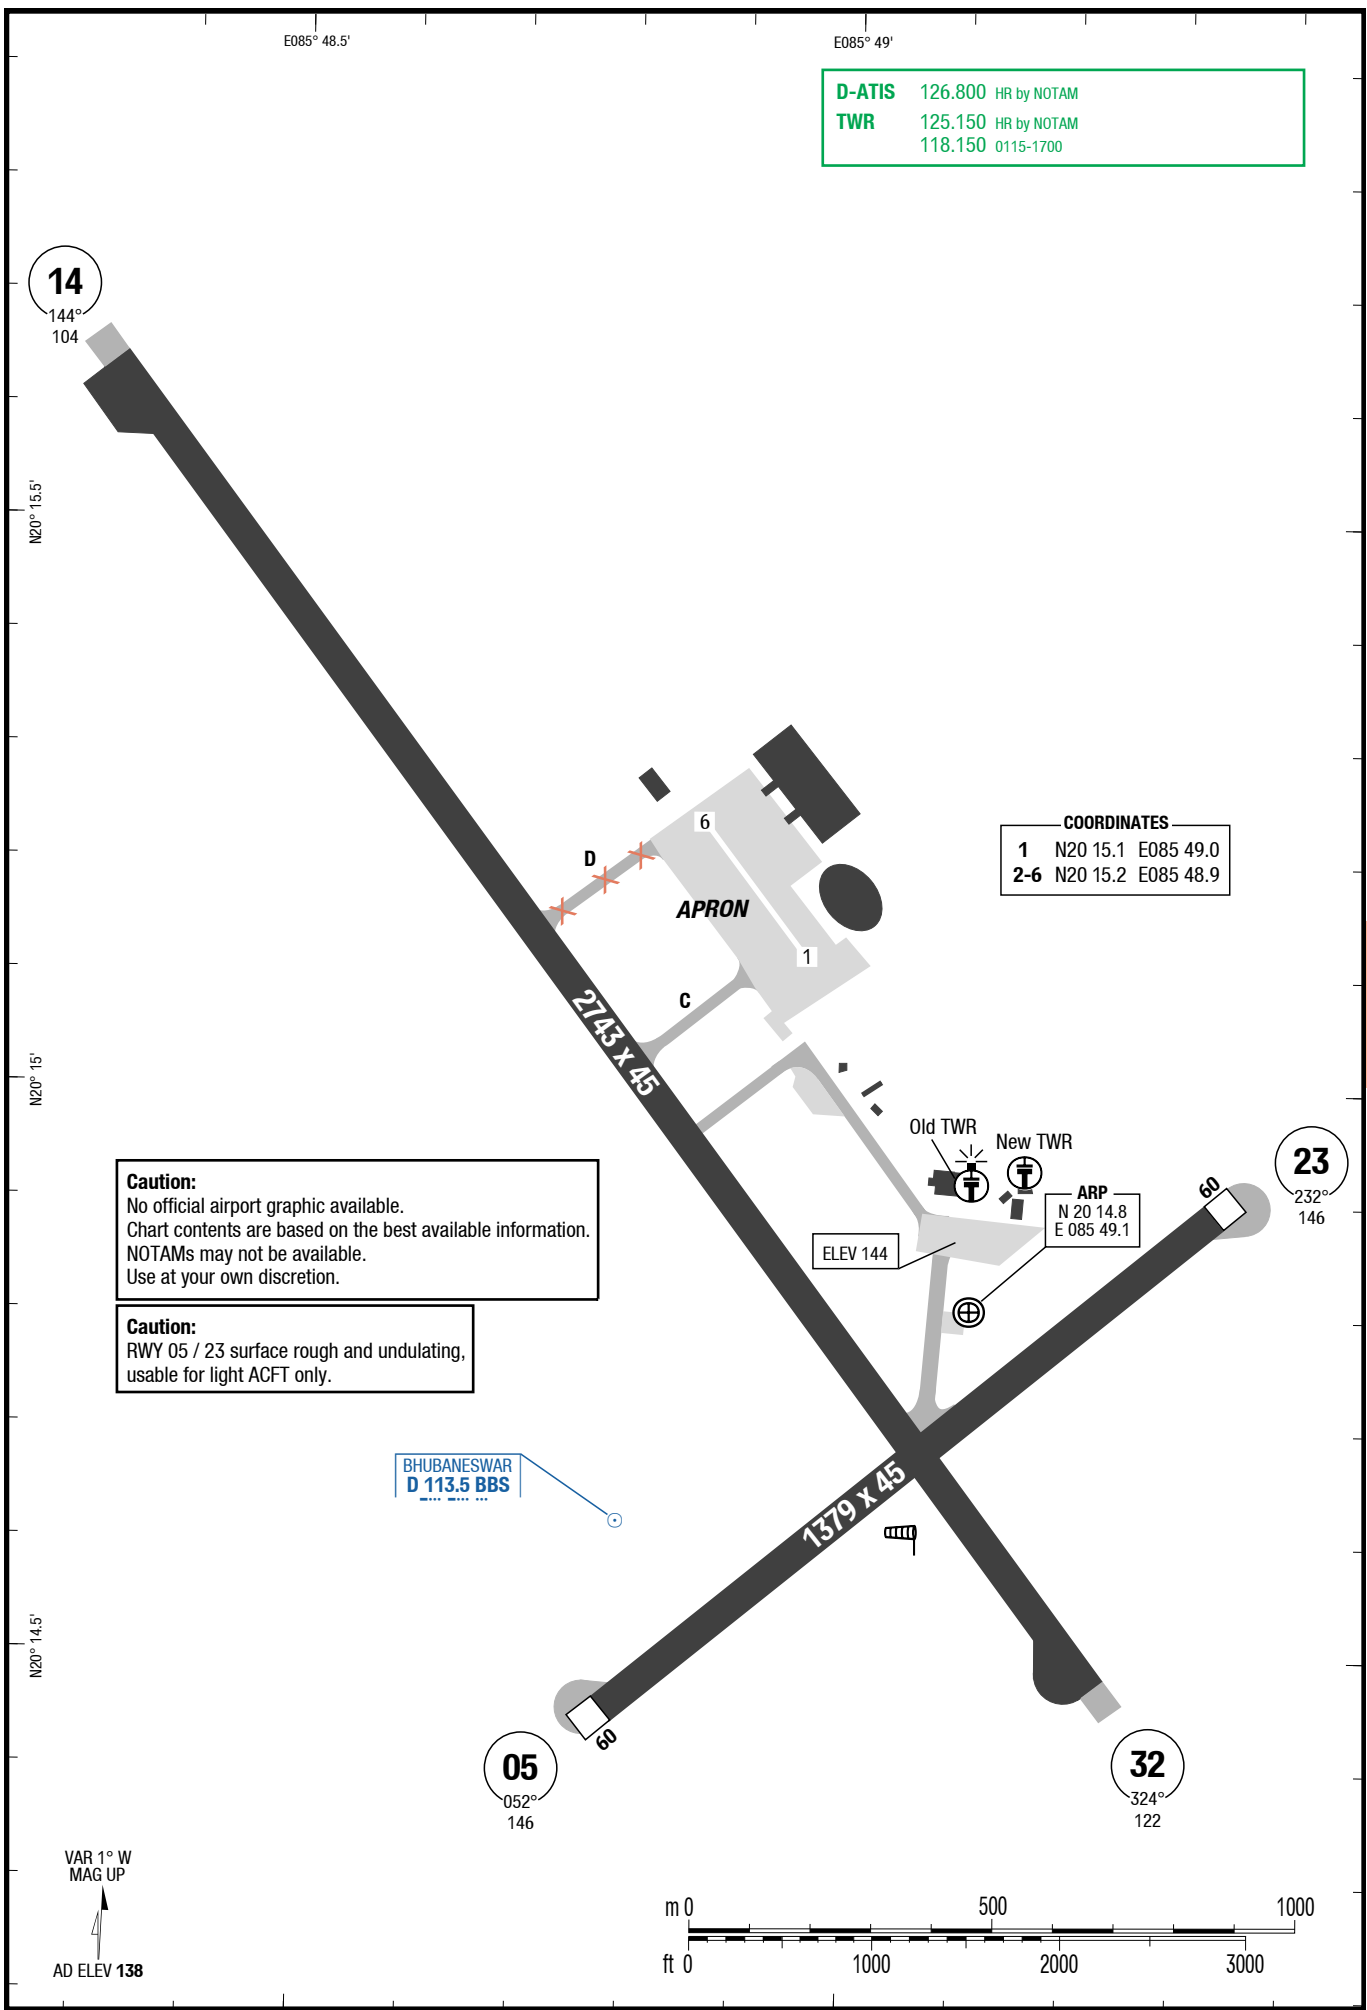 E085° 48.5'
E085° 49'
D-ATIS 126.800 HR by NOTAM
TWR 125.150 HR by NOTAM
118.150 0115-1700
14
144°
104
N20° 15.5'
6
D
APRON
1
C
COORDINATES
1 N20 15.1 E085 49.0
2-6 N20 15.2 E085 48.9
2743 x 45
N20° 15'
Old TWR
New TWR
23
232°
146
60
ARP
N 20 14.8
E 085 49.1
ELEV 144
Caution:
No official airport graphic available.
Chart contents are based on the best available information.
NOTAMs may not be available.
Use at your own discretion.
Caution:
RWY 05 / 23 surface rough and undulating,
usable for light ACFT only.
BHUBANESWAR
D 113.5 BBS
1379 x 45
N20° 14.5'
60
05
052°
146
32
324°
122
VAR 1° W
MAG UP
AD ELEV 138
m 0 500 1000
ft 0 1000 2000 3000